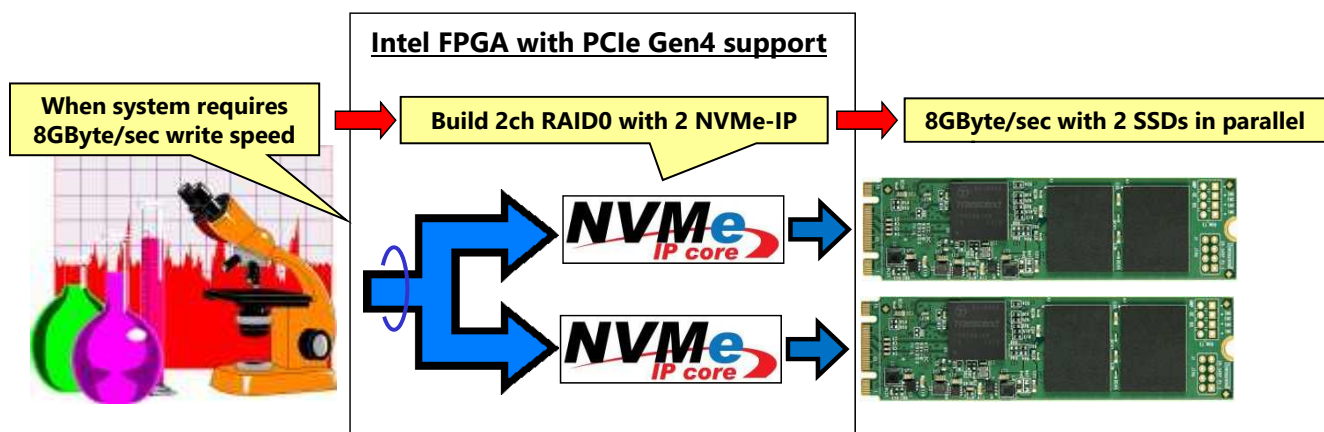 Intel FPGA with PCIe Gen4 support
When system requires
8GByte/sec write speed
Build 2ch RAID0 with 2 NVMe-IP
8GByte/sec with 2 SSDs in parallel
NVMe
IP core
NVMe
IP core